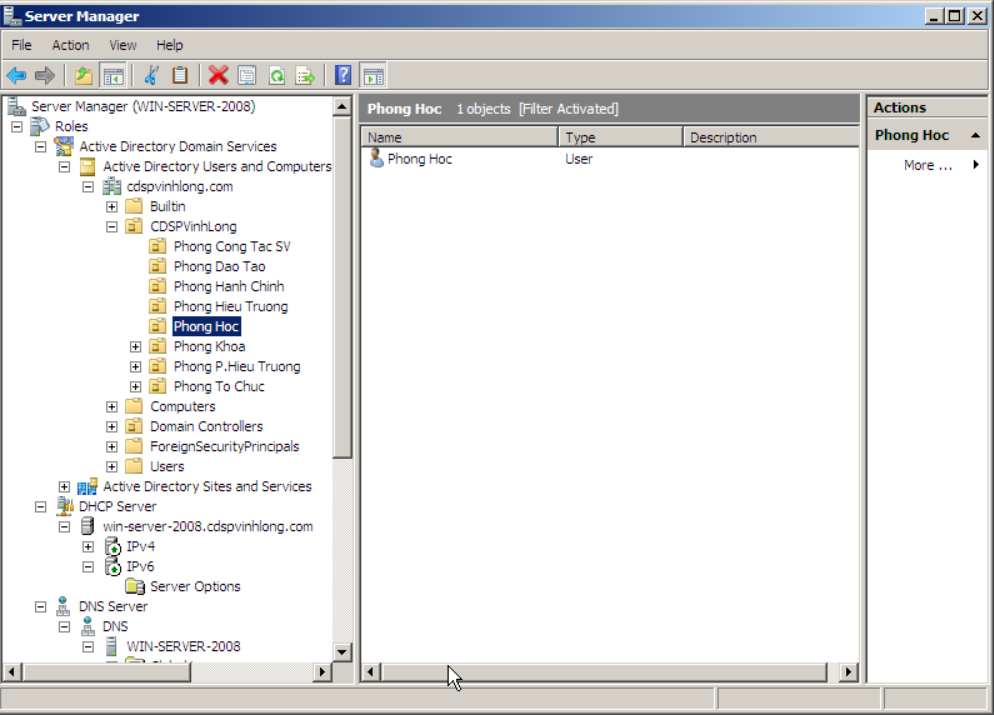 Server Manager
File Action View Help
Server Manager (WIN-SERVER-2008)
Roles
Active Directory Domain Services
Active Directory Users and Computers
cdspvinhlong.com
Builtin
CDSPVinhLong
Phong Cong Tac SV
Phong Dao Tao
Phong Hanh Chinh
Phong Hieu Truong
Phong Hoc
Phong Khoa
Phong P.Hieu Truong
Phong To Chuc
Computers
Domain Controllers
ForeignSecurityPrincipals
Users
Active Directory Sites and Services
DHCP Server
win-server-2008.cdspvinhlong.com
IPv4
IPv6
Server Options
DNS Server
DNS
WIN-SERVER-2008
Phong Hoc 1 objects [Filter Activated]
Name Type Description
Phong Hoc User
Actions
Phong Hoc
More ...